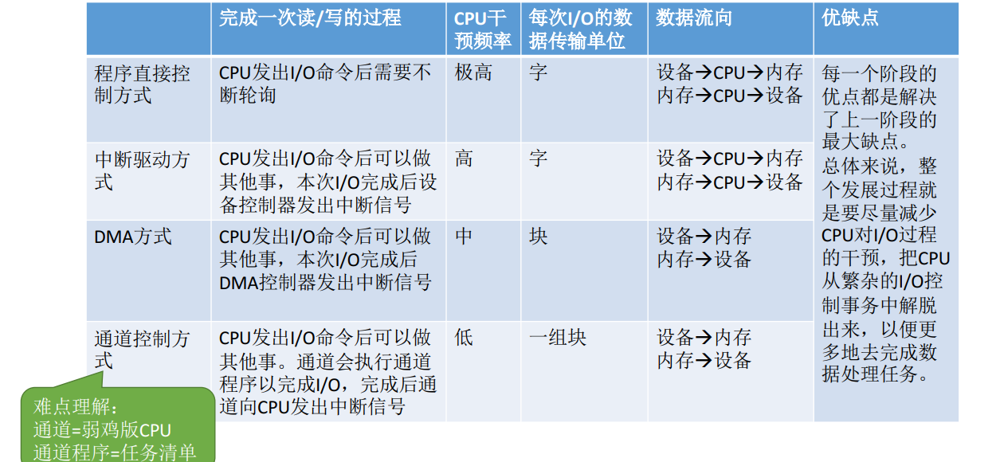 完成一次读/写的过程
CPU干
预频率
每次I/O的数
据传输单位
数据流向
优缺点
程序直接控
制方式
CPU发出I/O命令后需要不
断轮询
极高
字
设备→CPU→内存
内存→CPU→设备
每一个阶段的
优点都是解决
了上一阶段的
最大缺点。
总体来说，整
个发展过程就
是要尽量减少
CPU对I/O过程
的干预，把CPU
从繁杂的I/O控
制事务中解脱
出来，以便更
多地去完成数
据处理任务。
中断驱动方
式
CPU发出I/O命令后可以做
其他事，本次I/O完成后设
备控制器发出中断信号
高
字
设备→CPU→内存
内存→CPU→设备
DMA方式
CPU发出I/O命令后可以做
其他事，本次I/O完成后
DMA控制器发出中断信号
中
块
设备→内存
内存→设备
通道控制方
式
CPU发出I/O命令后可以做
其他事。通道会执行通道
程序以完成I/O，完成后通
道向CPU发出中断信号
低
一组块
设备→内存
内存→设备
难点理解：
通道=弱鸡版CPU
通道程序=任务清单